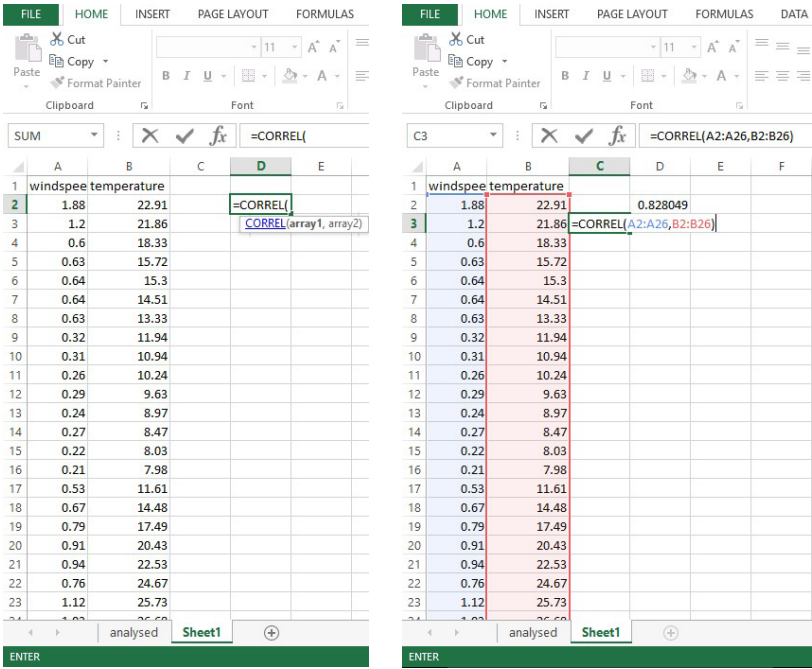 FILE HOME INSERT PAGE LAYOUT FORMULAS
Cut
Copy
Format Painter
Paste
11 A A
B I U A
Clipboard Font
SUM =CORREL(
A B C D E
1 windspee temperature
2 1.88 22.91 =CORREL(
3 1.2 21.86 CORREL(array1, array2)
4 0.6 18.33
5 0.63 15.72
6 0.64 15.3
7 0.64 14.51
8 0.63 13.33
9 0.32 11.94
10 0.31 10.94
11 0.26 10.24
12 0.29 9.63
13 0.24 8.97
14 0.27 8.47
15 0.22 8.03
16 0.21 7.98
17 0.53 11.61
18 0.67 14.48
19 0.79 17.49
20 0.91 20.43
21 0.94 22.53
22 0.76 24.67
23 1.12 25.73
analysed Sheet1
ENTER
FILE HOME INSERT PAGE LAYOUT FORMULAS DATA
Cut
Copy
Format Painter
Paste
11 A A
B I U A
Clipboard Font
C3 fx =CORREL(A2:A26,B2:B26)
A B C D E F
1 windspee temperature
2 1.88 22.91 0.828049
3 1.2 21.86 =CORREL(A2:A26,B2:B26)
4 0.6 18.33
5 0.63 15.72
6 0.64 15.3
7 0.64 14.51
8 0.63 13.33
9 0.32 11.94
10 0.31 10.94
11 0.26 10.24
12 0.29 9.63
13 0.24 8.97
14 0.27 8.47
15 0.22 8.03
16 0.21 7.98
17 0.53 11.61
18 0.67 14.48
19 0.79 17.49
20 0.91 20.43
21 0.94 22.53
22 0.76 24.67
23 1.12 25.73
analysed Sheet1
ENTER